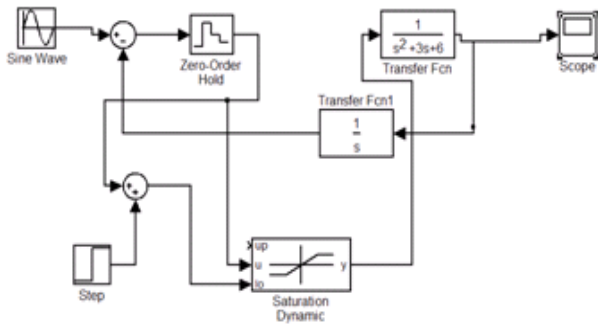 Sine Wave
+
-
Zero-Order
Hold
1
s²+3s+6
Transfer Fcn
Scope
Transfer Fcn1
1
s
+
+
Step
up
u
lo
y
Saturation
Dynamic